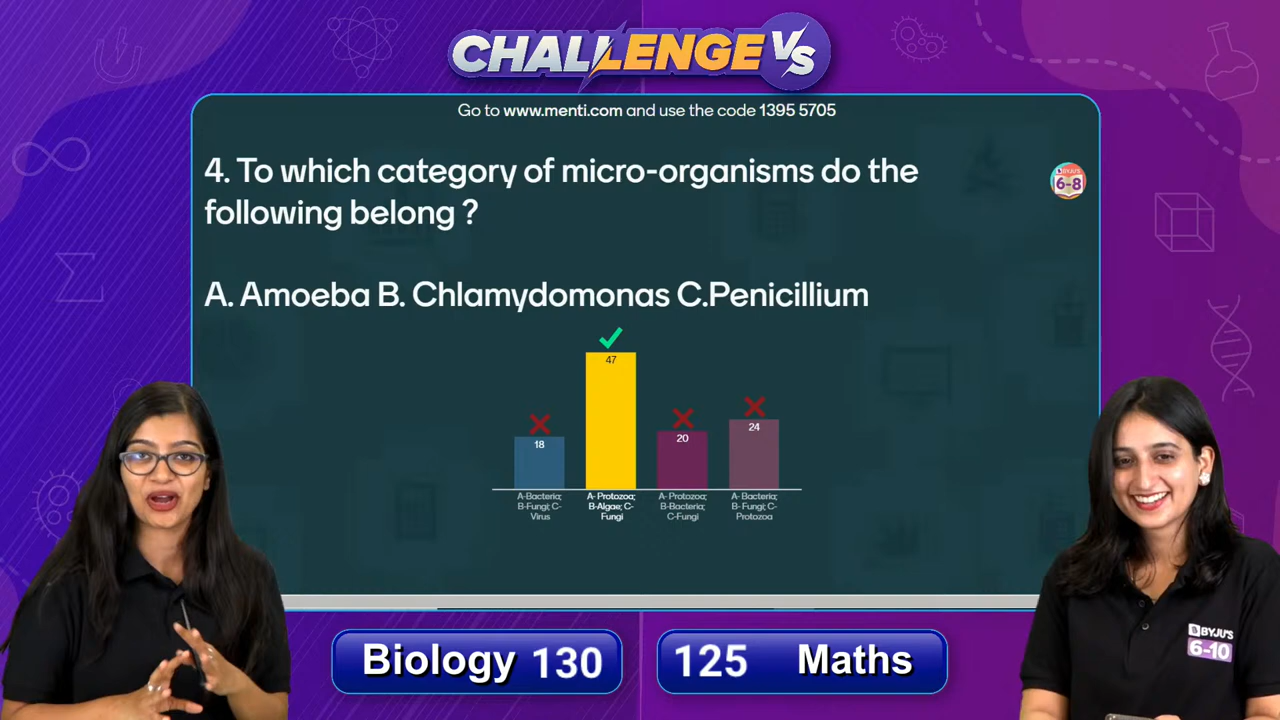 CHALLENGE VS
Go to www.menti.com and use the code 1395 5705
4. To which category of micro-organisms do the
following belong ?
BYJU'S
6-8
A. Amoeba B. Chlamydomonas C.Penicillium
47
18
20
24
A-Bacteria;
B-Fungi; C-
Virus
A- Protozoa;
B-Algae; C-
Fungi
A- Protozoa;
B-Bacteria;
C-Fungi
A- Bacteria;
B- Fungi; C-
Protozoa
BYJU'S
6-10
Biology 130
125 Maths